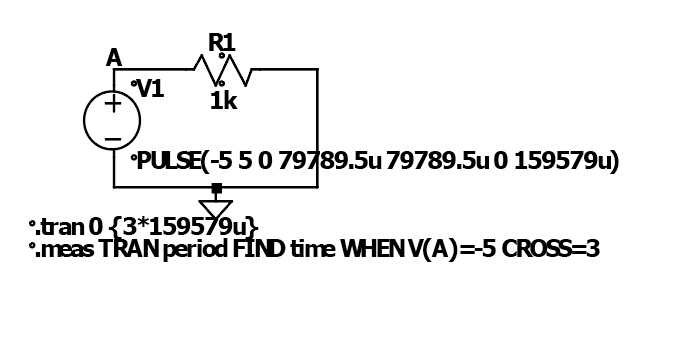 R1
A
V1
1k
PULSE(-5 5 0 79789.5u 79789.5u 0 159579u)
.tran 0 {3*159579u}
.meas TRAN period FIND time WHEN V(A)=-5 CROSS=3